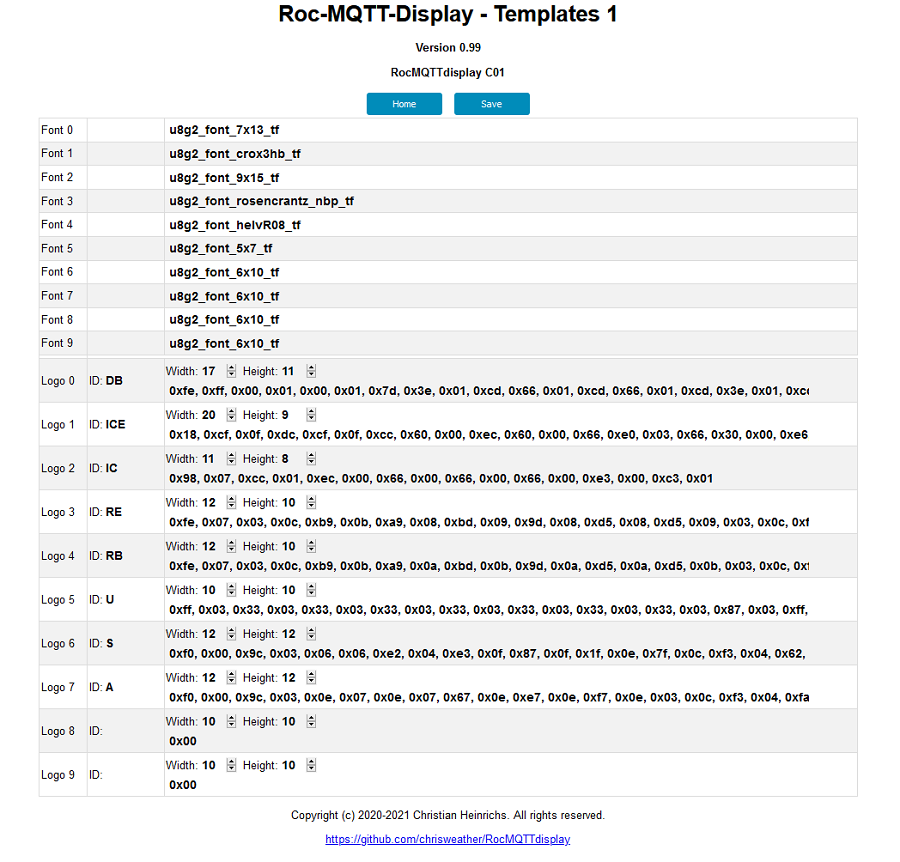 Roc-MQTT-Display - Templates 1
Version 0.99
RocMQTTdisplay C01
Home Save
Font 0 u8g2_font_7x13_tf
Font 1 u8g2_font_crox3hb_tf
Font 2 u8g2_font_9x15_tf
Font 3 u8g2_font_rosencrantz_nbp_tf
Font 4 u8g2_font_helvR08_tf
Font 5 u8g2_font_5x7_tf
Font 6 u8g2_font_6x10_tf
Font 7 u8g2_font_6x10_tf
Font 8 u8g2_font_6x10_tf
Font 9 u8g2_font_6x10_tf
Logo 0 ID: DB Width: 17 Height: 11
0xfe, 0xff, 0x00, 0x01, 0x00, 0x01, 0x7d, 0x3e, 0x01, 0xcd, 0x66, 0x01, 0xcd, 0x66, 0x01, 0xcd, 0x3e, 0x01,
Logo 1 ID: ICE Width: 20 Height: 9
0x18, 0xcf, 0x0f, 0xdc, 0xcf, 0x0f, 0xcc, 0x60, 0x00, 0xec, 0x60, 0x00, 0x66, 0xe0, 0x03, 0x66, 0x30, 0x00, 0xe6
Logo 2 ID: IC Width: 11 Height: 8
0x98, 0x07, 0xcc, 0x01, 0xec, 0x00, 0x66, 0x00, 0x66, 0x00, 0x66, 0x00, 0xe3, 0x00, 0xc3, 0x01
Logo 3 ID: RE Width: 12 Height: 10
0xfe, 0x07, 0x03, 0x0c, 0xb9, 0x0b, 0xa9, 0x08, 0xbd, 0x09, 0x9d, 0x08, 0xd5, 0x08, 0xd5, 0x09, 0x03, 0x0c,
Logo 4 ID: RB Width: 12 Height: 10
0xfe, 0x07, 0x03, 0x0c, 0xb9, 0x0b, 0xa9, 0x0a, 0xbd, 0x0b, 0x9d, 0x0a, 0xd5, 0x0a, 0xd5, 0x0b, 0x03, 0x0c,
Logo 5 ID: U Width: 10 Height: 10
0xff, 0x03, 0x33, 0x03, 0x33, 0x03, 0x33, 0x03, 0x33, 0x03, 0x33, 0x03, 0x33, 0x03, 0x33, 0x03, 0x87, 0x03, 0xff,
Logo 6 ID: S Width: 12 Height: 12
0xf0, 0x00, 0x9c, 0x03, 0x06, 0x06, 0xe2, 0x04, 0xe3, 0x0f, 0x87, 0x0f, 0x1f, 0x0e, 0x7f, 0x0c, 0xf3, 0x04, 0x62,
Logo 7 ID: A Width: 12 Height: 12
0xf0, 0x00, 0x9c, 0x03, 0x0e, 0x07, 0x0e, 0x07, 0x67, 0x0e, 0xe7, 0x0e, 0xf7, 0x0e, 0x03, 0x0c, 0xf3, 0x04, 0xfa
Logo 8 ID: Width: 10 Height: 10
0x00
Logo 9 ID: Width: 10 Height: 10
0x00
Copyright (c) 2020-2021 Christian Heinrichs. All rights reserved.
https://github.com/chrisweather/RocMQTTdisplay